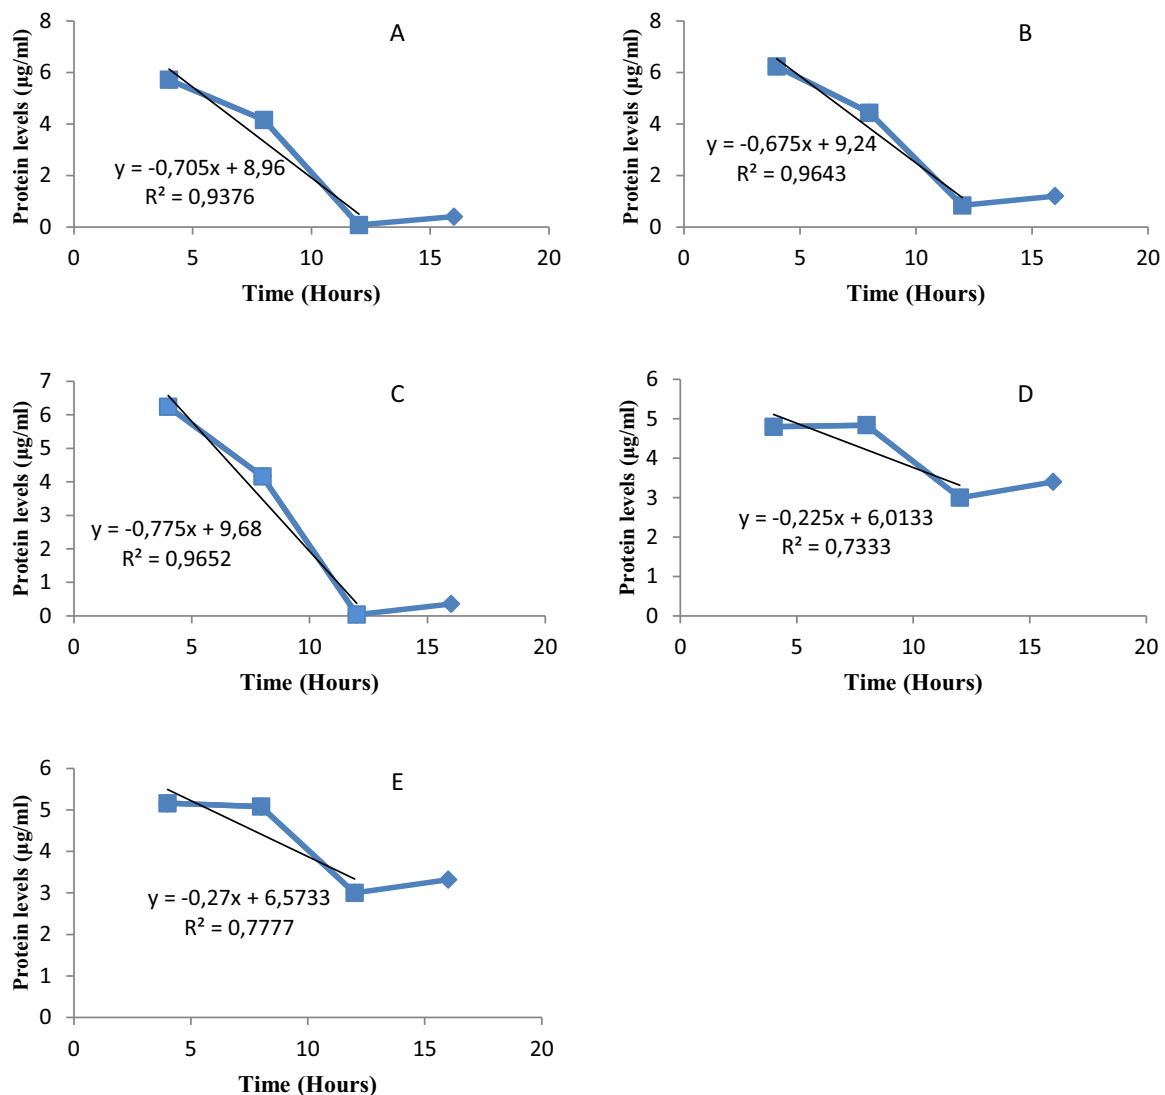 A
Protein levels (µg/ml)
8
6
4
2
0
y = -0,705x + 8,96
R² = 0,9376
0 5 10 15 20
Time (Hours)
B
Protein levels (µg/ml)
8
6
4
2
0
y = -0,675x + 9,24
R² = 0,9643
0 5 10 15 20
Time (Hours)
C
Protein levels (µg/ml)
7
6
5
4
3
2
1
0
y = -0,775x + 9,68
R² = 0,9652
0 5 10 15 20
Time (Hours)
D
Protein levels (µg/ml)
6
5
4
3
2
1
0
y = -0,225x + 6,0133
R² = 0,7333
0 5 10 15 20
Time (Hours)
E
Protein levels (µg/ml)
6
5
4
3
2
1
0
y = -0,27x + 6,5733
R² = 0,7777
0 5 10 15 20
Time (Hours)